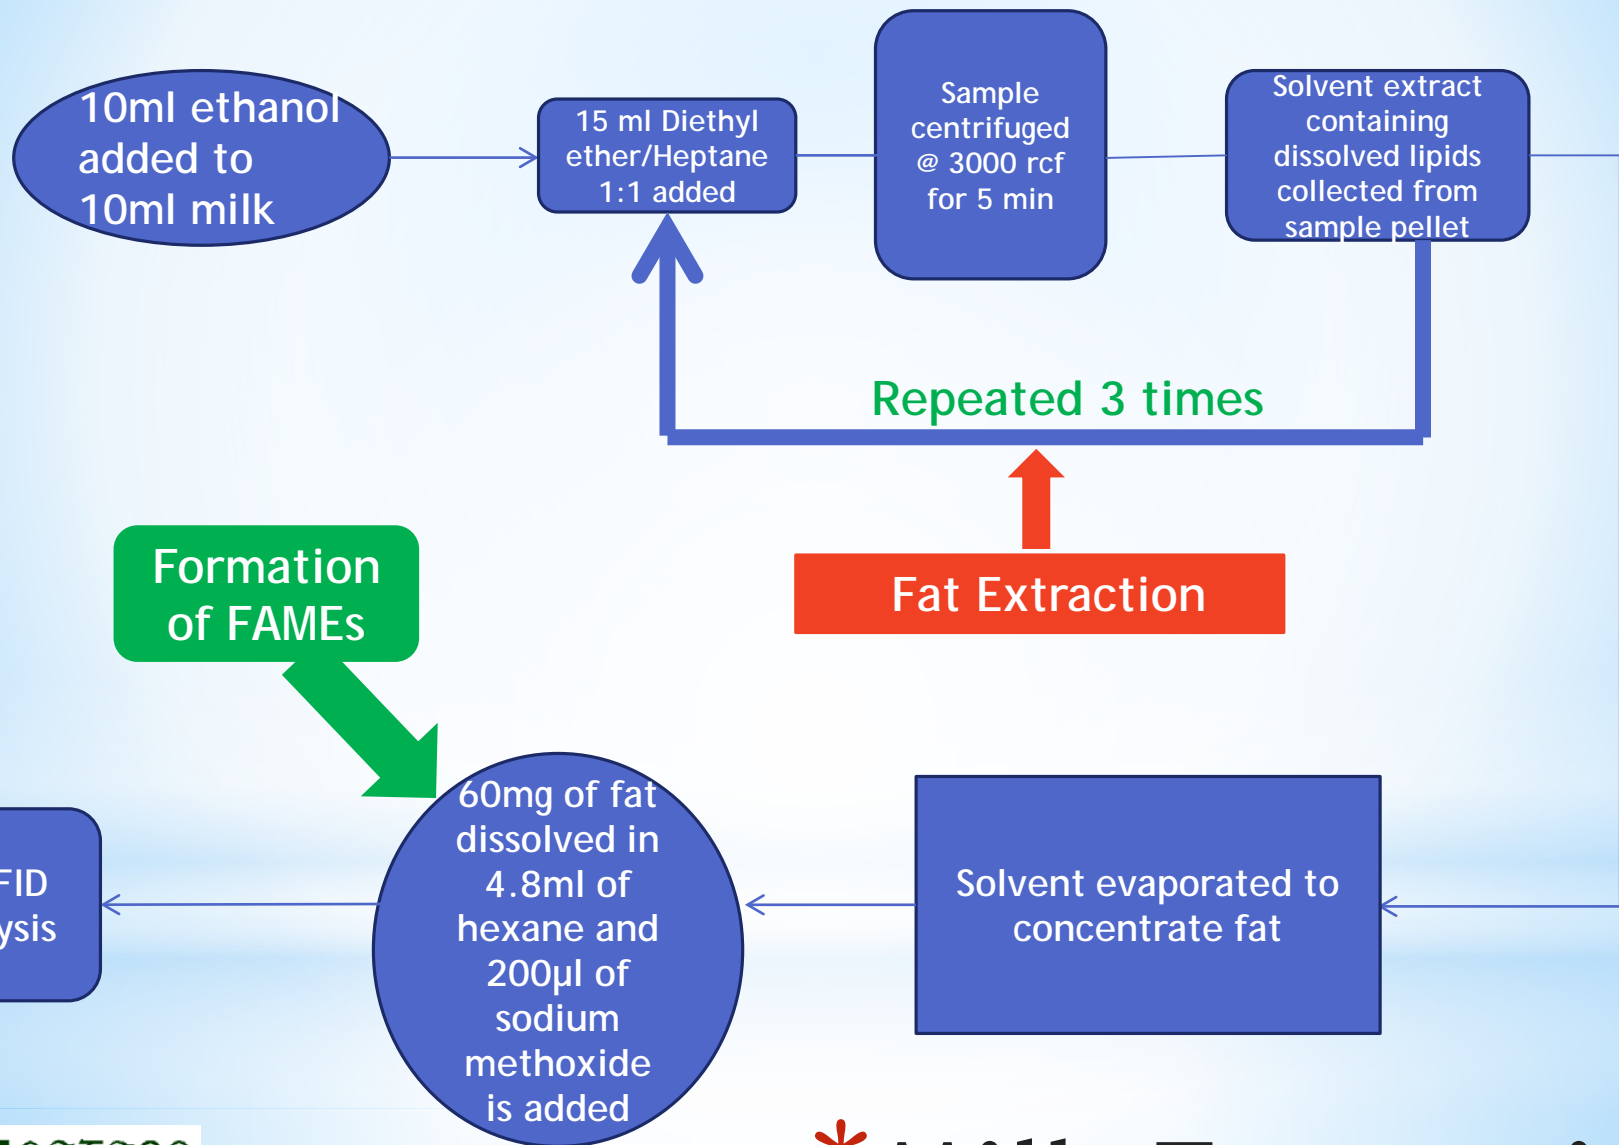 10ml ethanol
added to
10ml milk
15 ml Diethyl
ether/Heptane
1:1 added
Sample
centrifuged
@ 3000 rcf
for 5 min
Solvent extract
containing
dissolved lipids
collected from
sample pellet
Repeated 3 times
Fat Extraction
Formation
of FAMEs
60mg of fat
dissolved in
4.8ml of
hexane and
200µl of
sodium
methoxide
is added
Solvent evaporated to
concentrate fat
FID
ysis